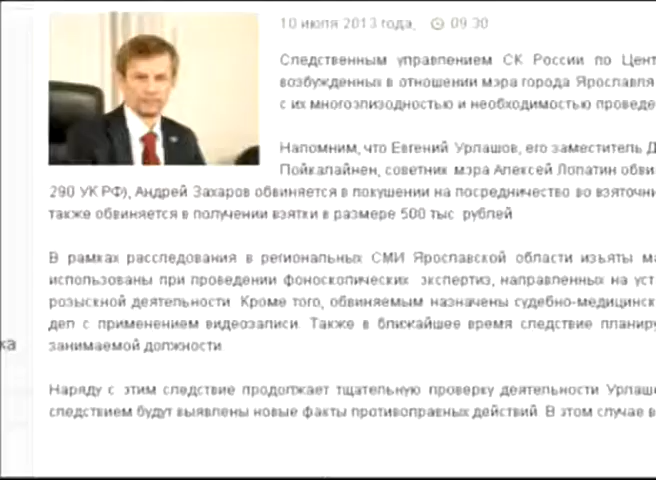 10 июля 2013 года, 09:30
Следственным управлением СК России по Цент
возбужденных в отношении мэра города Ярославля
с их многоэпизодностью и необходимостью проведе
Напомним, что Евгений Урлашов, его заместитель Д
Пойкалайнен, советник мэра Алексей Лопатин обви
290 УК РФ), Андрей Захаров обвиняется в покушении на посредничество во взяточни
также обвиняется в получении взятки в размере 500 тыс. рублей.
В рамках расследования в региональных СМИ Ярославской области изъяты ма
использованы при проведении фоноскопических экспертиз, направленных на уст
розыскной деятельности. Кроме того, обвиняемым назначены судебно-медицинск
дел с применением видеозаписи. Также в ближайшее время следствие планиру
ка
занимаемой должности.
Наряду с этим следствие продолжает тщательную проверку деятельности Урлаш
следствием будут выявлены новые факты противоправных действий. В этом случае в